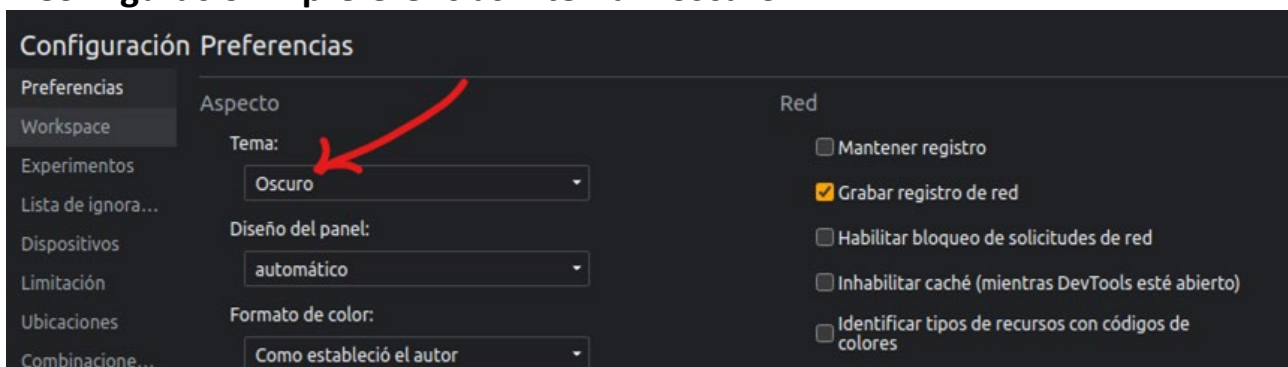 Configuración
Preferencias
Preferencias
Workspace
Experimentos
Lista de ignora…
Dispositivos
Limitación
Ubicaciones
Combinacione…
Aspecto
Tema:
Oscuro
Diseño del panel:
automático
Formato de color:
Como estableció el autor
Red
Mantener registro
Grabar registro de red
Habilitar bloqueo de solicitudes de red
Inhabilitar caché (mientras DevTools esté abierto)
Identificar tipos de recursos con códigos de
colores